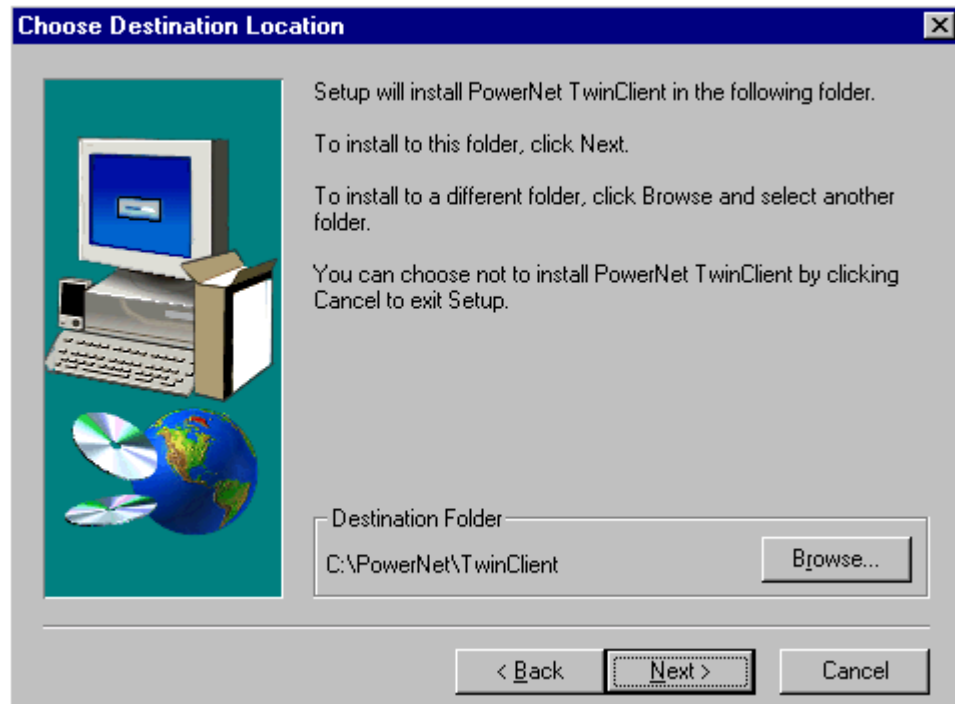 Choose Destination Location
Setup will install PowerNet TwinClient in the following folder.
To install to this folder, click Next.
To install to a different folder, click Browse and select another
folder.
You can choose not to install PowerNet TwinClient by clicking
Cancel to exit Setup.
Destination Folder
C:\PowerNet\TwinClient
Browse...
< Back
Next >
Cancel